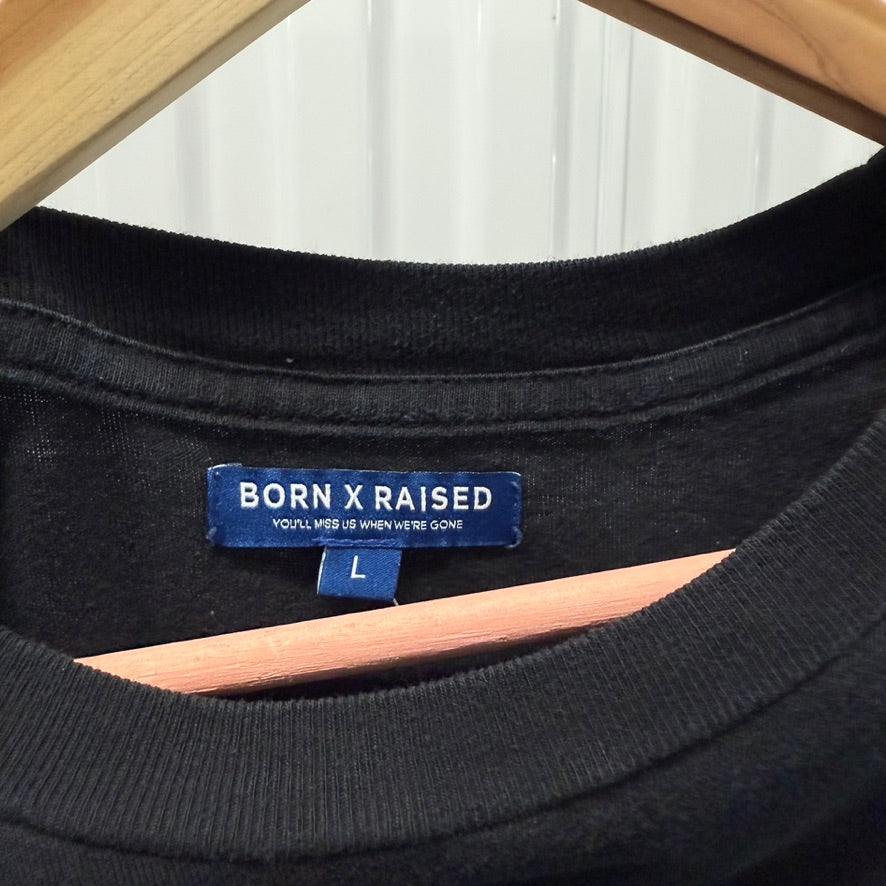 BORN X RAISED
YOU'LL MISS US WHEN WE'RE GONE
L